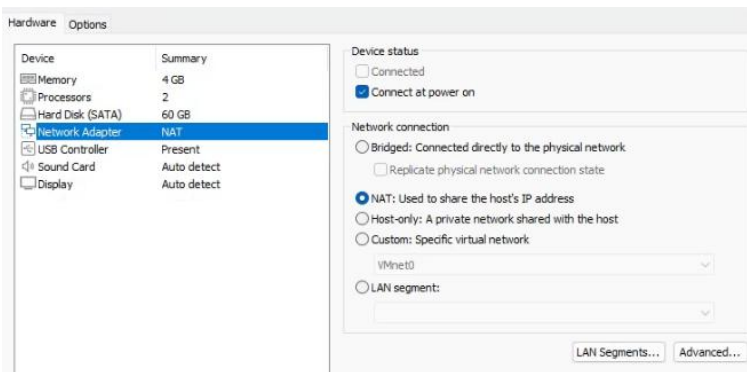 Hardware Options
Device Summary
Memory 4 GB
Processors 2
Hard Disk (SATA) 60 GB
Network Adapter NAT
USB Controller Present
Sound Card Auto detect
Display Auto detect
Device status
Connected
Connect at power on
Network connection
Bridged: Connected directly to the physical network
Replicate physical network connection state
NAT: Used to share the host's IP address
Host-only: A private network shared with the host
Custom: Specific virtual network
VMnet0
LAN segment:
LAN Segments... Advanced...